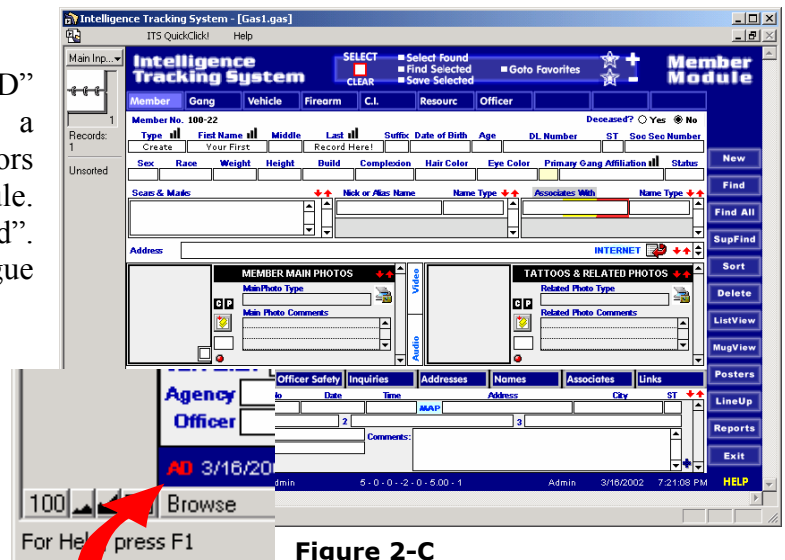 Intelligence Tracking System - [Gas1.gas]
ITS QuickClick! Help
D”
a
ors
le.
d”.
gue
Main Inp...
1
Records:
1
Unsorted
Intelligence
Tracking System
SELECT
CLEAR
Select Found
Find Selected
Save Selected
Goto Favorites
+
-
Member
Module
Member Gang Vehicle Firearm C.I. Resourc Officer
Member No. 100-22 Deceased? Yes No
Type First Name Middle Last Suffix Date of Birth Age DL Number ST Soc Sec Number
Create Your First Record Here!
Sex Race Weight Height Build Complexion Hair Color Eye Color Primary Gang Affiliation Status
Scars & Marks Nick or Alias Name Name Type Associates With Name Type
Address INTERNET
MEMBER MAIN PHOTOS
Main Photo Type
C P
Main Photo Comments
Video
Audio
TATTOOS & RELATED PHOTOS
Related Photo Type
C P
Related Photo Comments
New
Find
Find All
SupFind
Sort
Delete
ListView
MugView
Posters
LineUp
Reports
Exit
HELP
Officer Safety Inquiries Addresses Names Associates Links
Date Time Address City ST
MAP
2 3
Comments:
5 - 0 - 0 - -2 - 0 - 5.00 - 1 Admin 3/16/2002 7:21:08 PM
Agency
Officer
AD 3/16/20
100 Browse
For Help, press F1
Figure 2-C